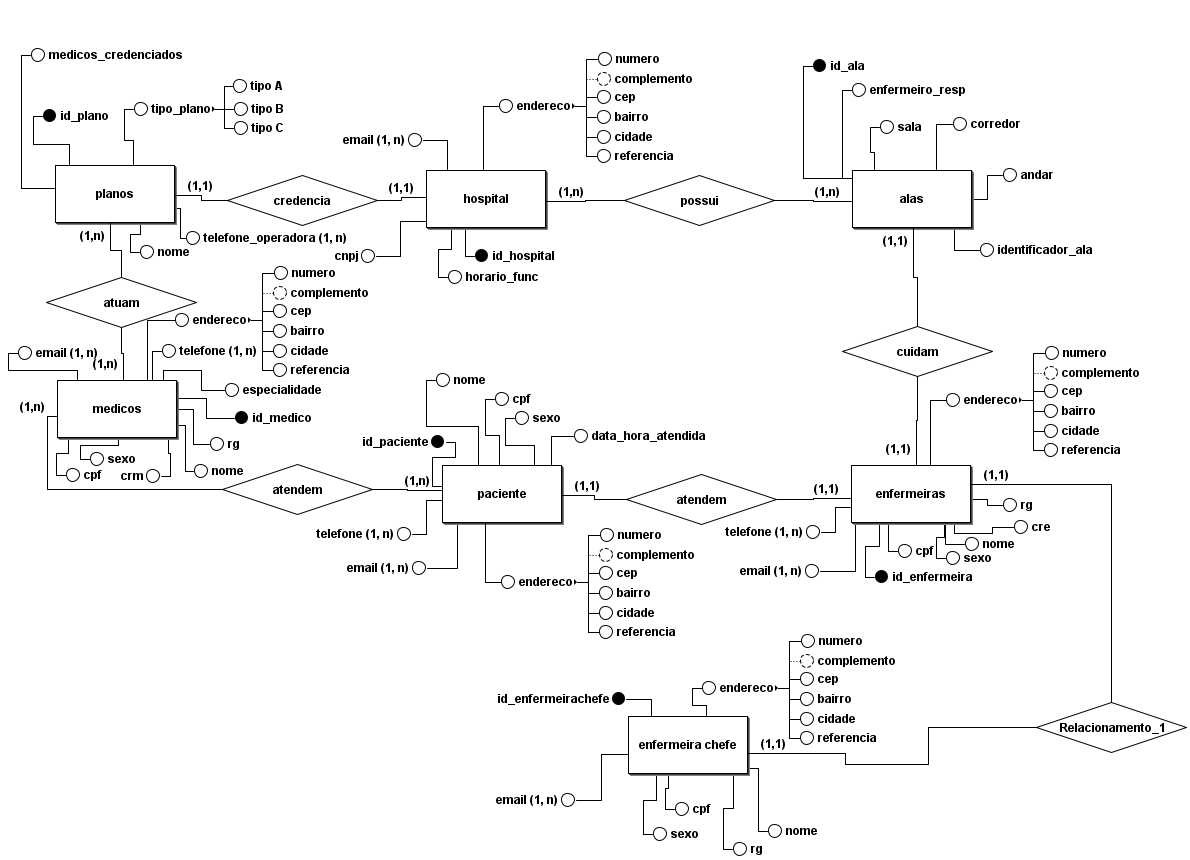 medicos_credenciados
id_plano
tipo_plano
tipo A
tipo B
tipo C
planos
(1,1)
(1,n)
telefone_operadora (1, n)
nome
credencia
(1,1)
email (1, n)
endereco
numero
complemento
cep
bairro
cidade
referencia
hospital
(1,n)
cnpj
id_hospital
horario_func
possui
(1,n)
id_ala
enfermeiro_resp
sala
corredor
alas
andar
identificador_ala
(1,1)
atuam
(1,n)
email (1, n)
endereco
numero
complemento
cep
bairro
cidade
referencia
telefone (1, n)
especialidade
id_medico
medicos
(1,n)
rg
nome
sexo
cpf
crm
atendem
(1,n)
nome
cpf
sexo
id_paciente
data_hora_atendida
paciente
(1,1)
telefone (1, n)
email (1, n)
endereco
numero
complemento
cep
bairro
cidade
referencia
atendem
(1,1)
cuidam
(1,1)
endereco
numero
complemento
cep
bairro
cidade
referencia
enfermeiras
(1,1)
telefone (1, n)
email (1, n)
rg
cre
nome
cpf
sexo
id_enfermeira
Relacionamento_1
id_enfermeirachefe
endereco
numero
complemento
cep
bairro
cidade
referencia
enfermeira chefe
(1,1)
email (1, n)
cpf
sexo
nome
rg